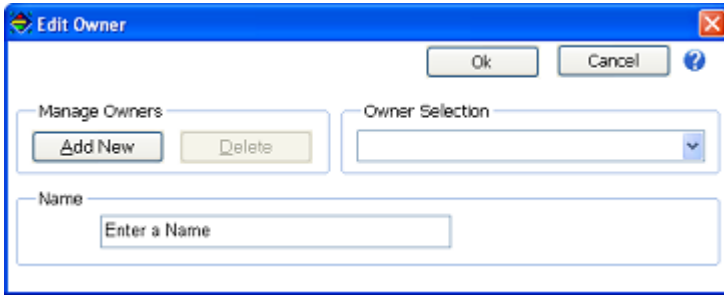 Edit Owner
Ok Cancel
Manage Owners Owner Selection
Add New Delete
Name
Enter a Name